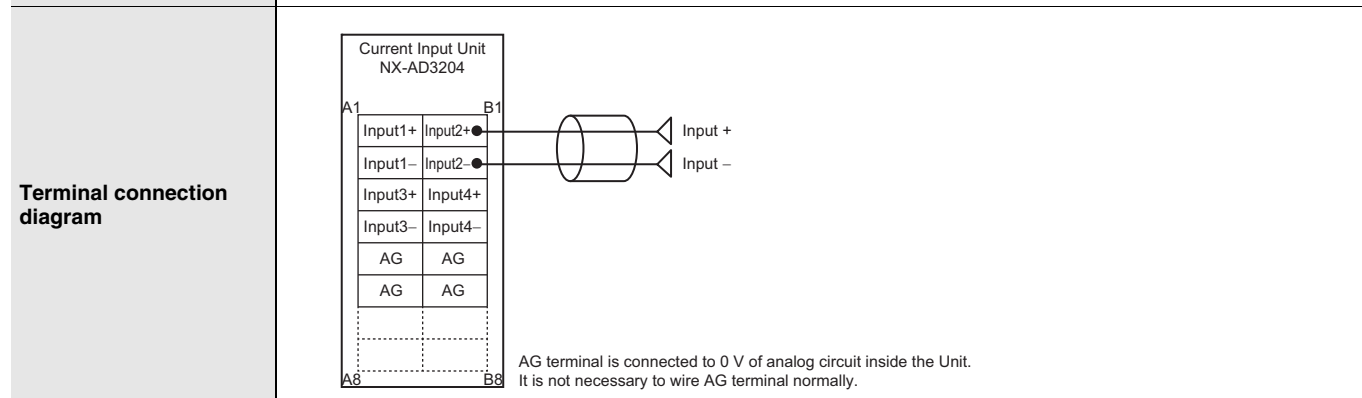 Terminal connection
diagram
Current Input Unit
NX-AD3204
A1 B1
Input1+ Input2+ Input +
Input1– Input2– Input –
Input3+ Input4+
Input3– Input4–
AG AG
AG AG
A8 B8
AG terminal is connected to 0 V of analog circuit inside the Unit.
It is not necessary to wire AG terminal normally.